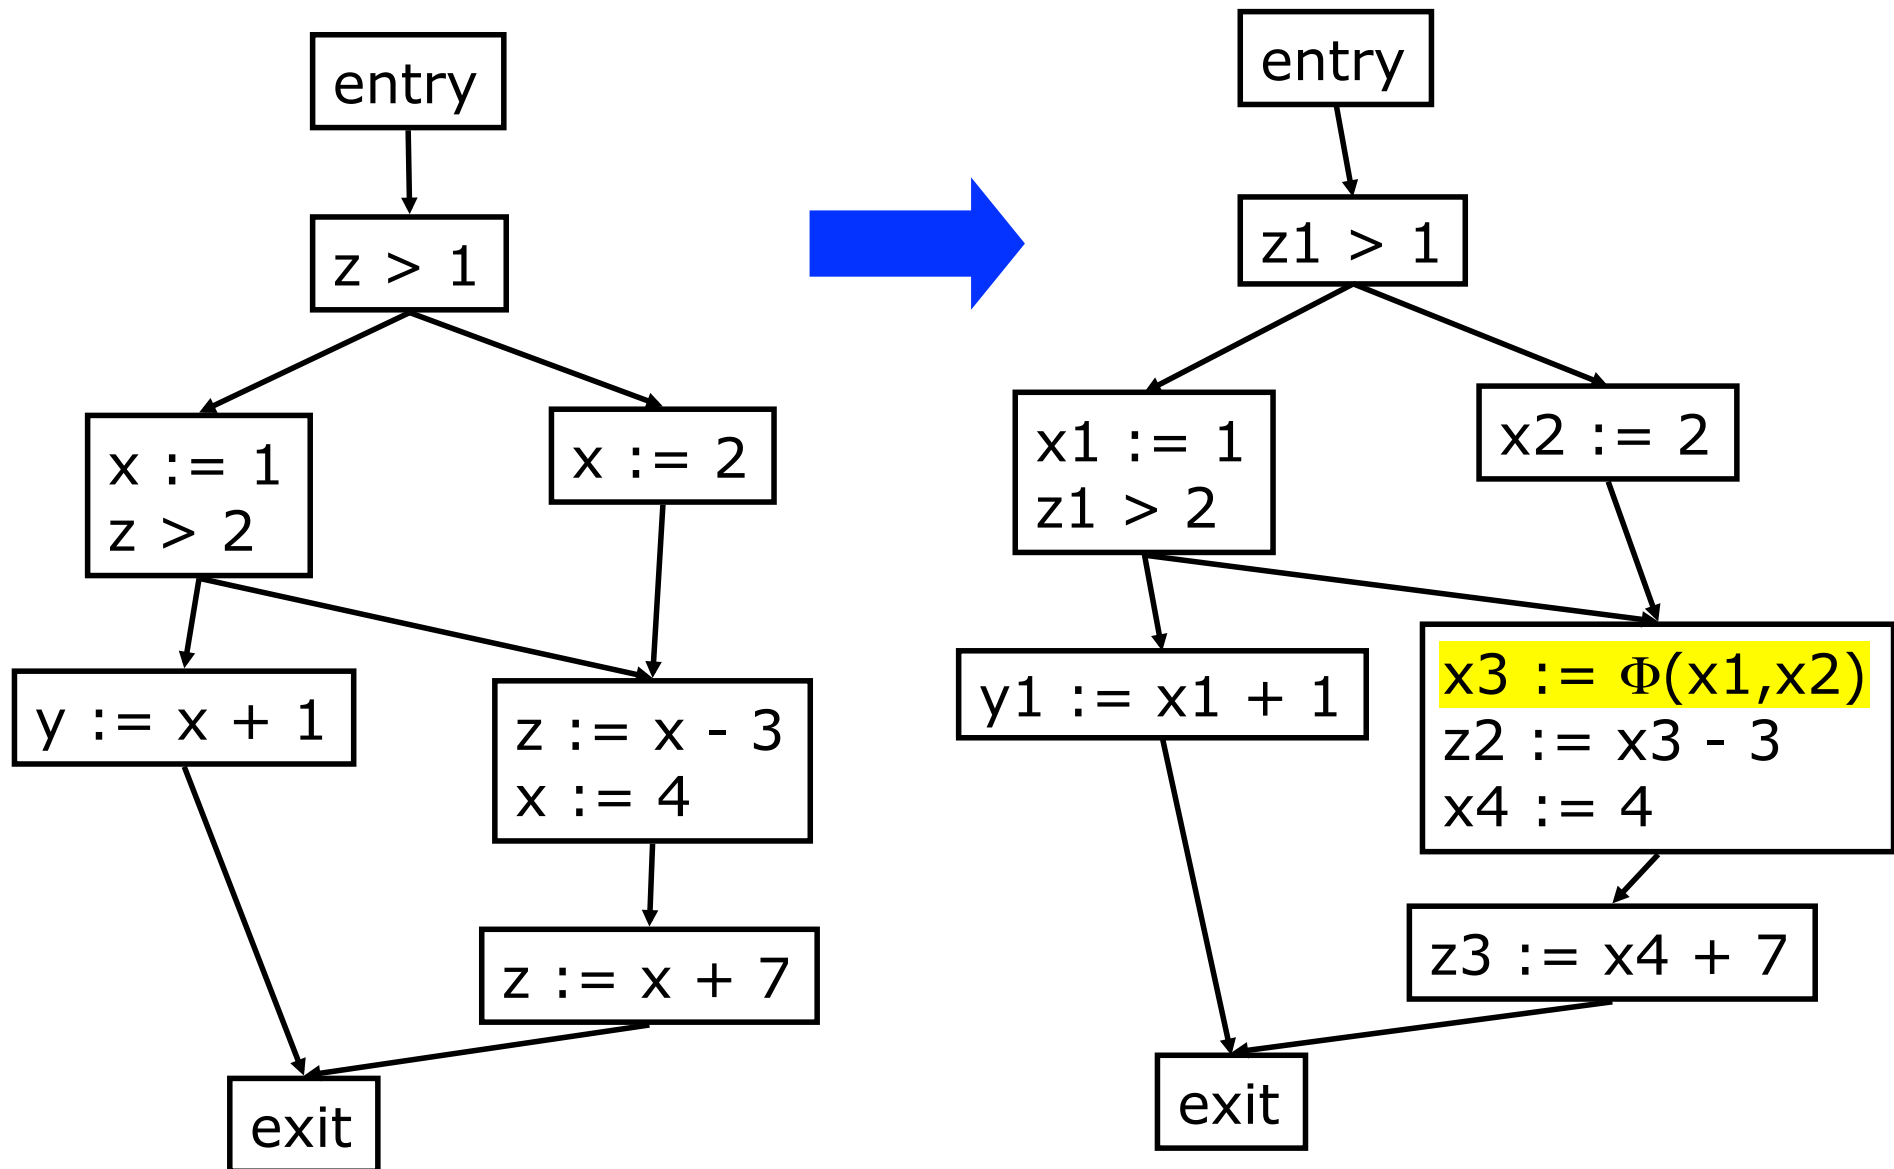 entry
z > 1
x := 1
z > 2
x := 2
y := x + 1
z := x - 3
x := 4
z := x + 7
exit
entry
z1 > 1
x1 := 1
z1 > 2
x2 := 2
y1 := x1 + 1
x3 := Φ(x1,x2)
z2 := x3 - 3
x4 := 4
z3 := x4 + 7
exit